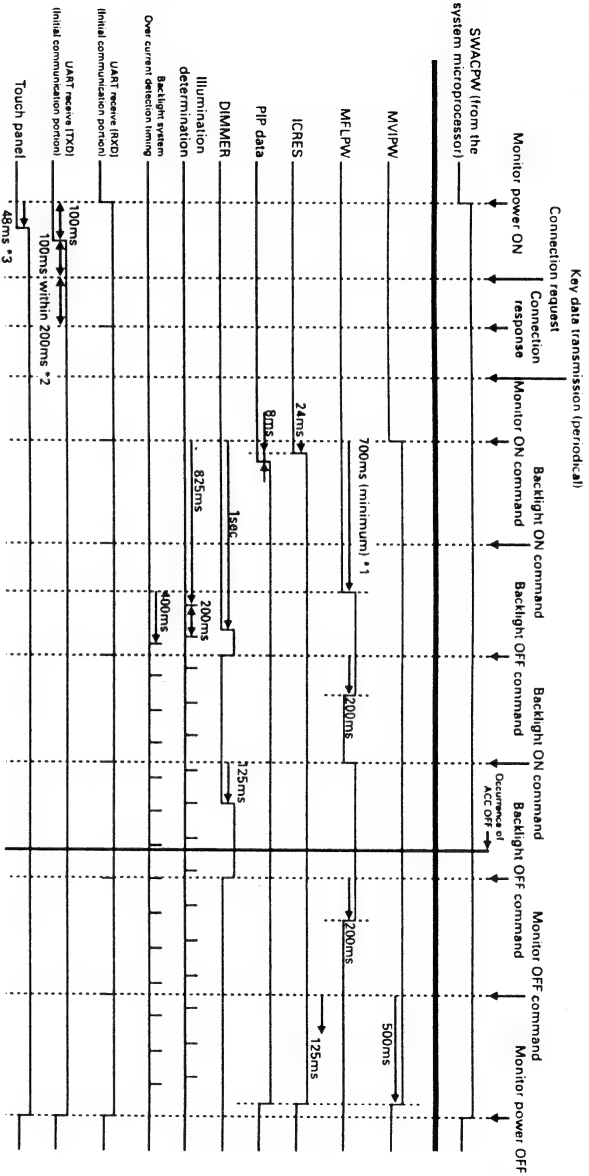 Key data transmission (periodical)
Connection request
Monitor power ON
Connection
response
Monitor ON command
Backlight ON command
Backlight OFF command
Backlight ON command
Occurrence of
ACC OFF
Backlight OFF command
Monitor OFF command
Monitor power OFF
SWACPW (from the
system microprocessor)
MVIPW
500ms
MFLPW
700ms (minimum) *1
200ms
200ms
ICRES
24ms
125ms
PIP data
8ms
DIMMER
1sec
125ms
Illumination
determination
825ms
200ms
Backlight system
Over current detection timing
400ms
UART receive (RXD)
(Initial communication portion)
UART receive (TXD)
(Initial communication portion)
100ms
100ms within 200ms *2
Touch panel
48ms *3